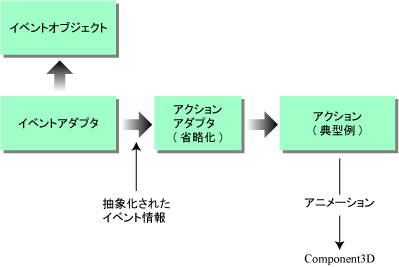 イベントオブジェクト
イベントアダプタ
アクション
アダプタ
(省略化)
アクション
(典型例)
抽象化された
イベント情報
アニメーション
Component3D